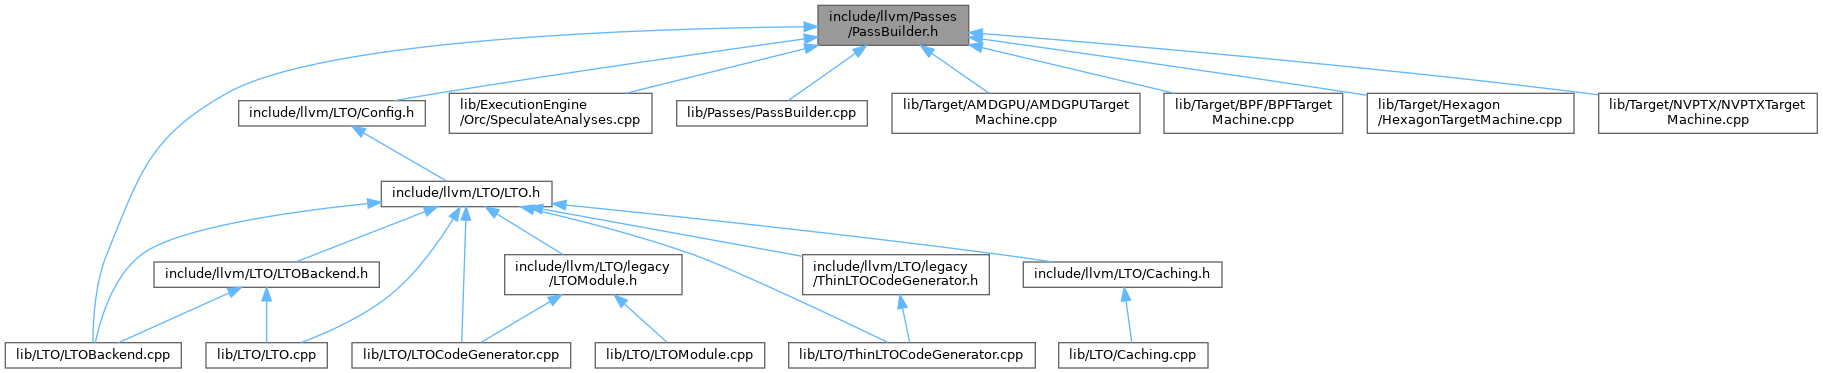 include/llvm/Passes
/PassBuilder.h
include/llvm/LTO/Config.h
lib/ExecutionEngine
/Orc/SpeculateAnalyses.cpp
lib/Passes/PassBuilder.cpp
lib/Target/AMDGPU/AMDGPUTarget
Machine.cpp
lib/Target/BPF/BPFTarget
Machine.cpp
lib/Target/Hexagon
/HexagonTargetMachine.cpp
lib/Target/NVPTX/NVPTXTarget
Machine.cpp
include/llvm/LTO/LTO.h
include/llvm/LTO/LTOBackend.h
include/llvm/LTO/legacy
/LTOModule.h
include/llvm/LTO/legacy
/ThinLTOCodeGenerator.h
include/llvm/LTO/Caching.h
lib/LTO/LTOBackend.cpp
lib/LTO/LTO.cpp
lib/LTO/LTOCodeGenerator.cpp
lib/LTO/LTOModule.cpp
lib/LTO/ThinLTOCodeGenerator.cpp
lib/LTO/Caching.cpp